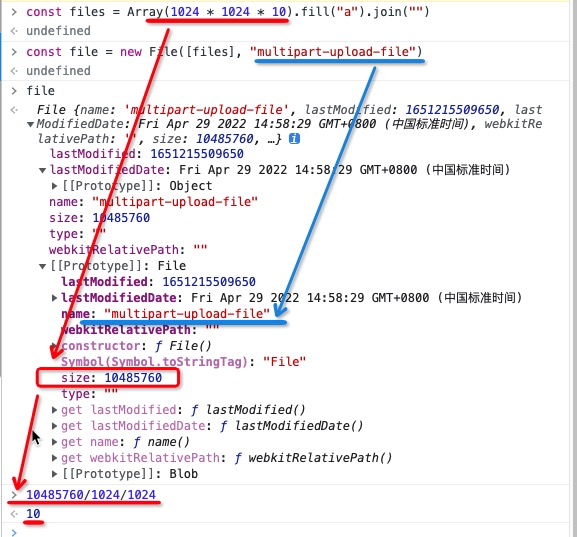 > const files = Array(1024 * 1024 * 10).fill("a").join("")
<· undefined
> const file = new File([files], "multipart-upload-file")
<· undefined
> file
<· File {name: 'multipart-upload-file', lastModified: 1651215509650, last
▼ModifiedDate: Fri Apr 29 2022 14:58:29 GMT+0800 (中国标准时间), webkitRe
lativePath: '', size: 10485760, …} i
lastModified: 1651215509650
▼lastModifiedDate: Fri Apr 29 2022 14:58:29 GMT+0800 (中国标准时间)
▶[[Prototype]]: Object
name: "multipart-upload-file"
size: 10485760
type: ""
webkitRelativePath: ""
▼[[Prototype]]: File
lastModified: 1651215509650
▶lastModifiedDate: Fri Apr 29 2022 14:58:29 GMT+0800 (中国标准时间)
name: "multipart-upload-file"
webkitRelativePath: ""
▶constructor: ƒ File()
Symbol(Symbol.toStringTag): "File"
size: 10485760
type: ""
▶get lastModified: ƒ lastModified()
▶get lastModifiedDate: ƒ lastModifiedDate()
▶get name: ƒ name()
▶get webkitRelativePath: ƒ webkitRelativePath()
▶[[Prototype]]: Blob
> 10485760/1024/1024
<· 10
>